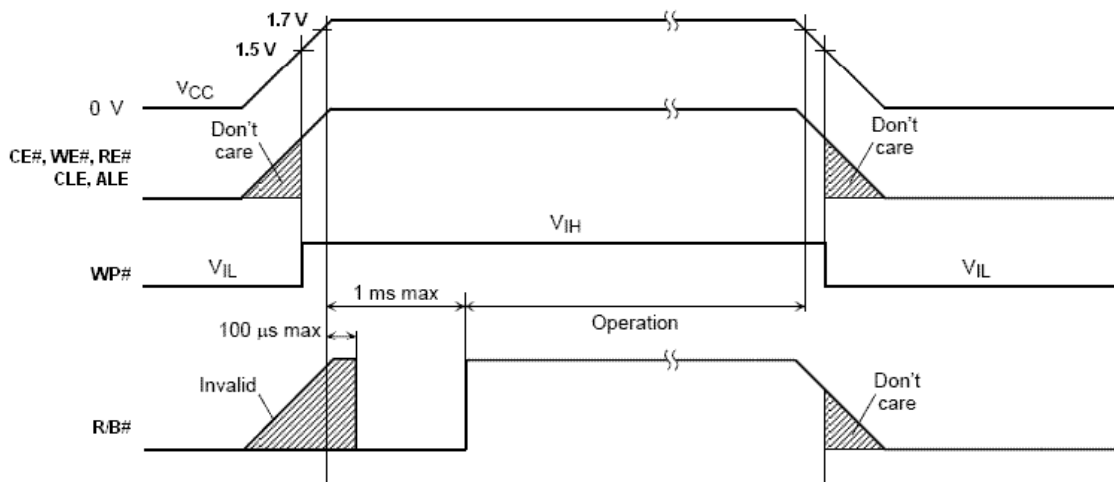 1.7 V
1.5 V
VCC
0 V
Don't
care
Don't
care
CE#, WE#, RE#
CLE, ALE
VIH
WP#
VIL
VIL
1 ms max
Operation
100 μs max
Invalid
Don't
care
R/B#